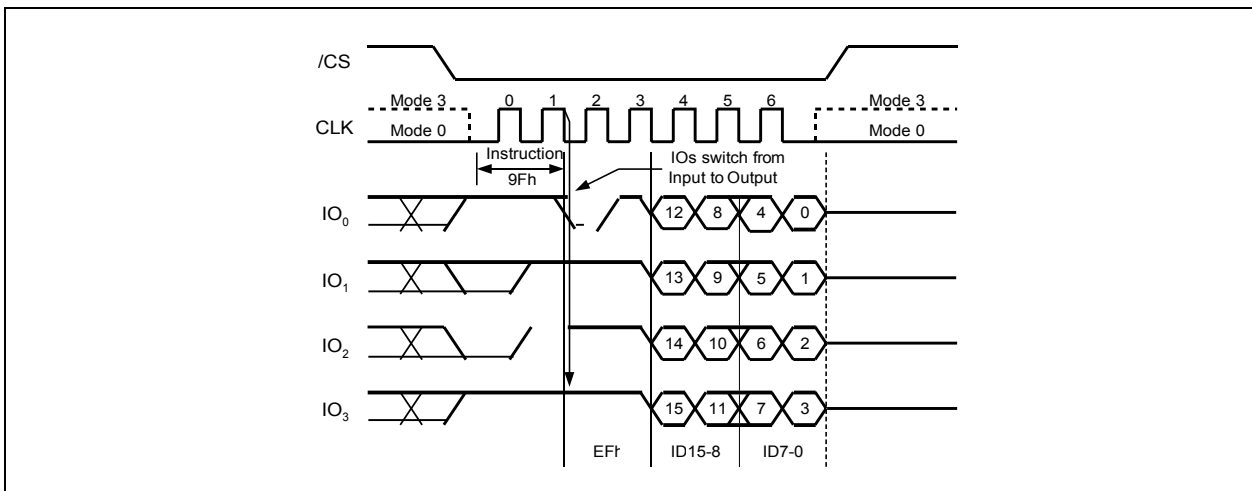 /CS
Mode 3 0 1 2 3 4 5 6 Mode 3
CLK Mode 0 Mode 0
Instruction
9Fh
IOs switch from
Input to Output
IO0 12 8 4 0
IO1 13 9 5 1
IO2 14 10 6 2
IO3 15 11 7 3
EFh ID15-8 ID7-0